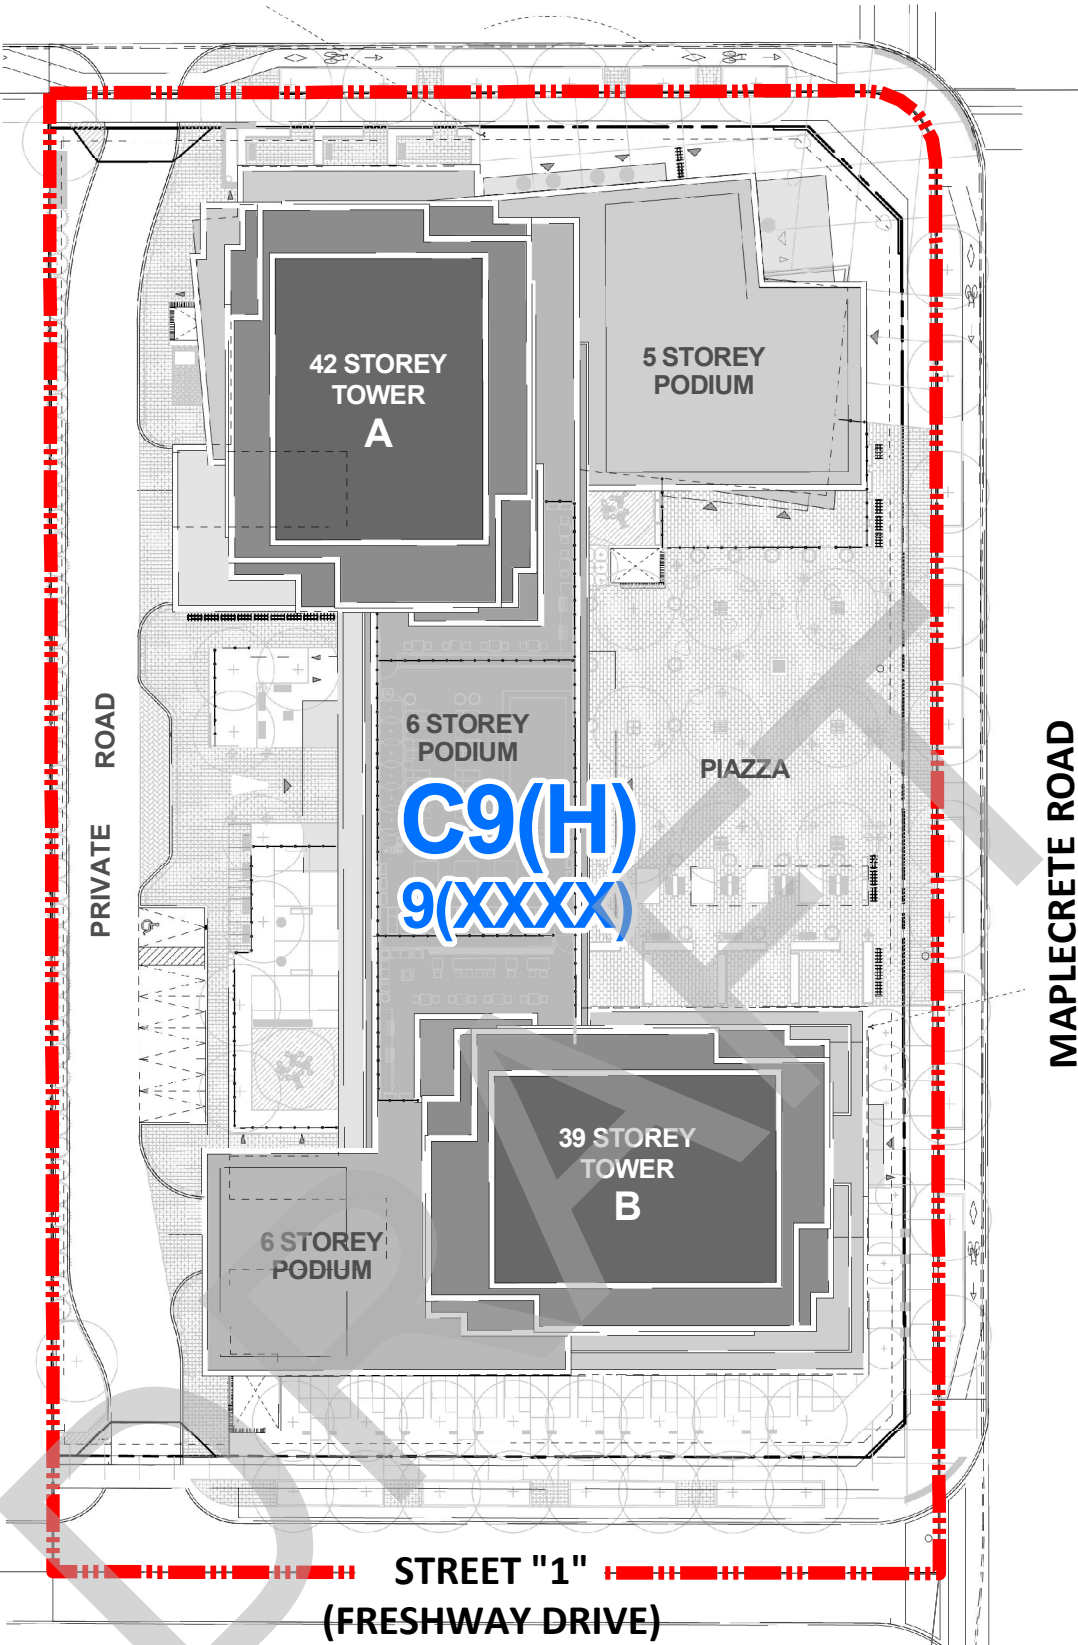 42 STOREY
TOWER
A
5 STOREY
PODIUM
PRIVATE ROAD
6 STOREY
PODIUM
PIAZZA
C9(H)
9(XXXX)
MAPLECRETE ROAD
39 STOREY
TOWER
B
6 STOREY
PODIUM
STREET "1"
(FRESHWAY DRIVE)
DRAFT